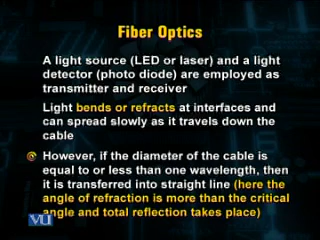 Fiber Optics
A light source (LED or laser) and a light
detector (photo diode) are employed as
transmitter and receiver
Light bends or refracts at interfaces and
can spread slowly as it travels down the
cable
However, if the diameter of the cable is
equal to or less than one wavelength, then
it is transferred into straight line (here the
angle of refraction is more than the critical
angle and total reflection takes place)
VU